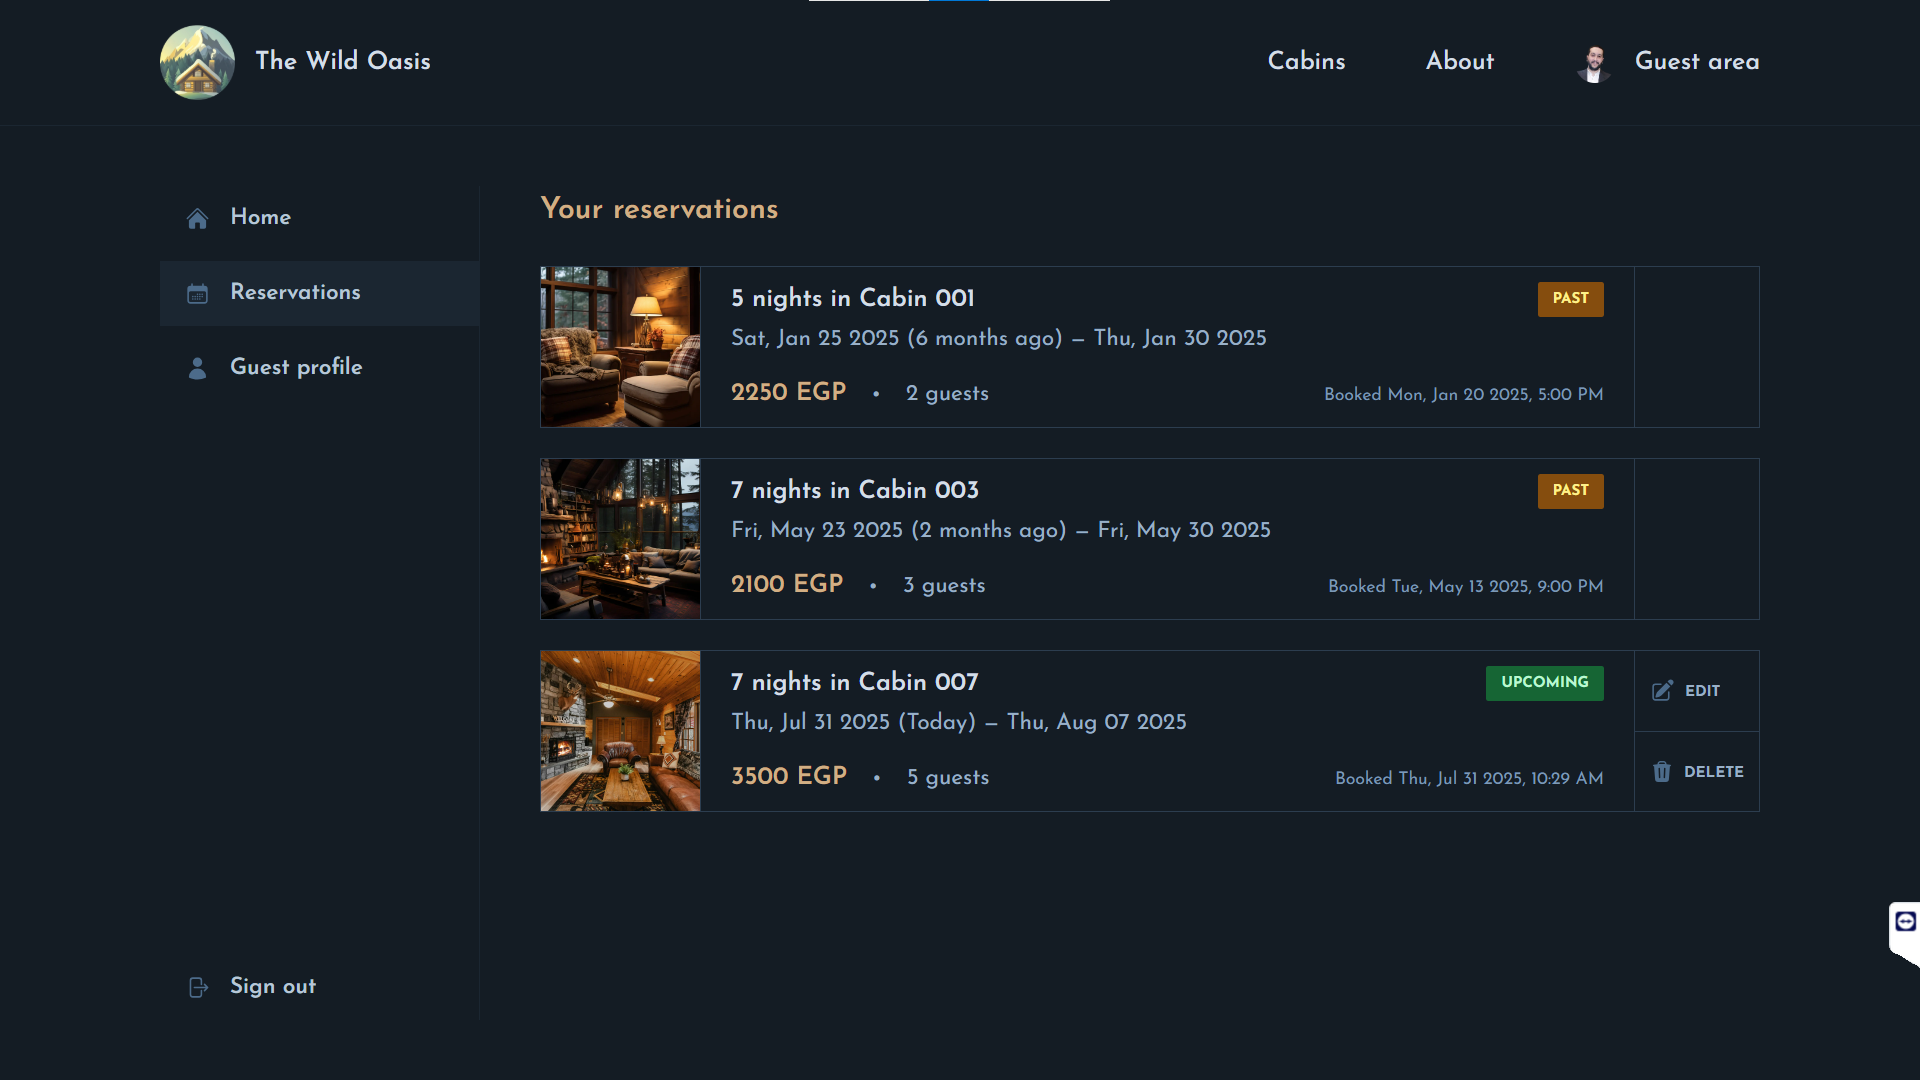 The Wild Oasis
Cabins
About
Guest area
Home
Reservations
Guest profile
Sign out
Your reservations
5 nights in Cabin 001
PAST
Sat, Jan 25 2025 (6 months ago) — Thu, Jan 30 2025
2250 EGP • 2 guests
Booked Mon, Jan 20 2025, 5:00 PM
7 nights in Cabin 003
PAST
Fri, May 23 2025 (2 months ago) — Fri, May 30 2025
2100 EGP • 3 guests
Booked Tue, May 13 2025, 9:00 PM
7 nights in Cabin 007
UPCOMING
Thu, Jul 31 2025 (Today) — Thu, Aug 07 2025
3500 EGP • 5 guests
Booked Thu, Jul 31 2025, 10:29 AM
EDIT
DELETE